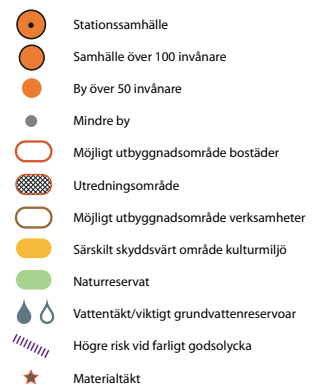 Stationssamhälle
Samhälle över 100 invånare
By över 50 invånare
Mindre by
Möjligt utbyggnadsområde bostäder
Utredningsområde
Möjligt utbyggnadsområde verksamheter
Särskilt skyddsvärt område kulturmiljö
Naturreservat
Vattentäkt/viktigt grundvattenreservoar
Högre risk vid farligt godsolycka
Materialtäkt